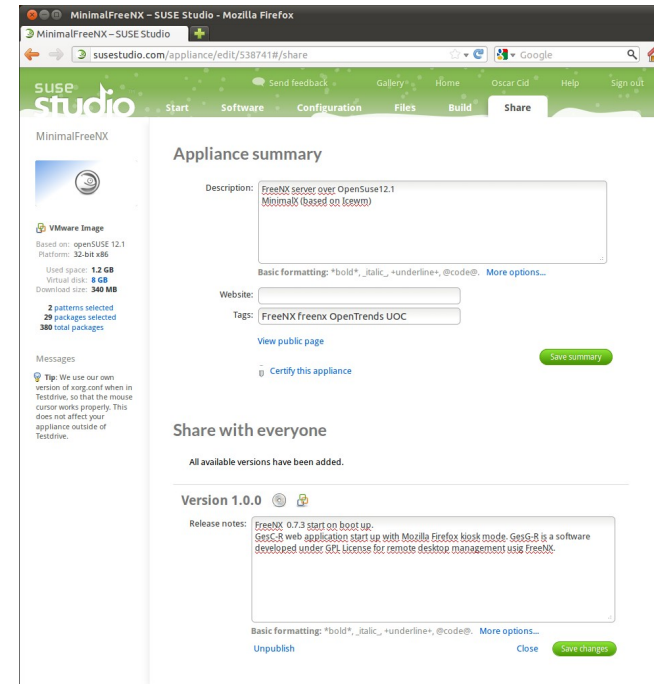 MinimalFreeNX – SUSE Studio - Mozilla Firefox
MinimalFreeNX – SUSE Studio
susestudio.com/appliance/edit/538741#/share
Google
suse studio
Send feedback Gallery Home Oscar Cid Help Sign out
Start Software Configuration Files Build Share
MinimalFreeNX
VMware Image
Based on: openSUSE 12.1
Platform: 32-bit x86
Used space: 1.2 GB
Virtual disk: 8 GB
Download size: 340 MB
2 patterns selected
29 packages selected
380 total packages
Messages
Tip: We use our own
version of xorg.conf when in
Testdrive, so that the mouse
cursor works properly. This
does not affect your
appliance outside of
Testdrive.
Appliance summary
Description: FreeNX server over OpenSuse12.1
MinimalX (based on Icewm)
Basic formatting: *bold*, _italic_, +underline+, @code@. More options...
Website:
Tags: FreeNX freenx OpenTrends UOC
View public page
Save summary
Certify this appliance
Share with everyone
All available versions have been added.
Version 1.0.0
Release notes: FreeNX 0.7.3 start on boot up.
GesC-R web application start up with Mozilla Firefox kiosk mode. GesG-R is a software
developed under GPL License for remote desktop management usig FreeNX.
Basic formatting: *bold*, _italic_, +underline+, @code@. More options...
Unpublish Close Save changes